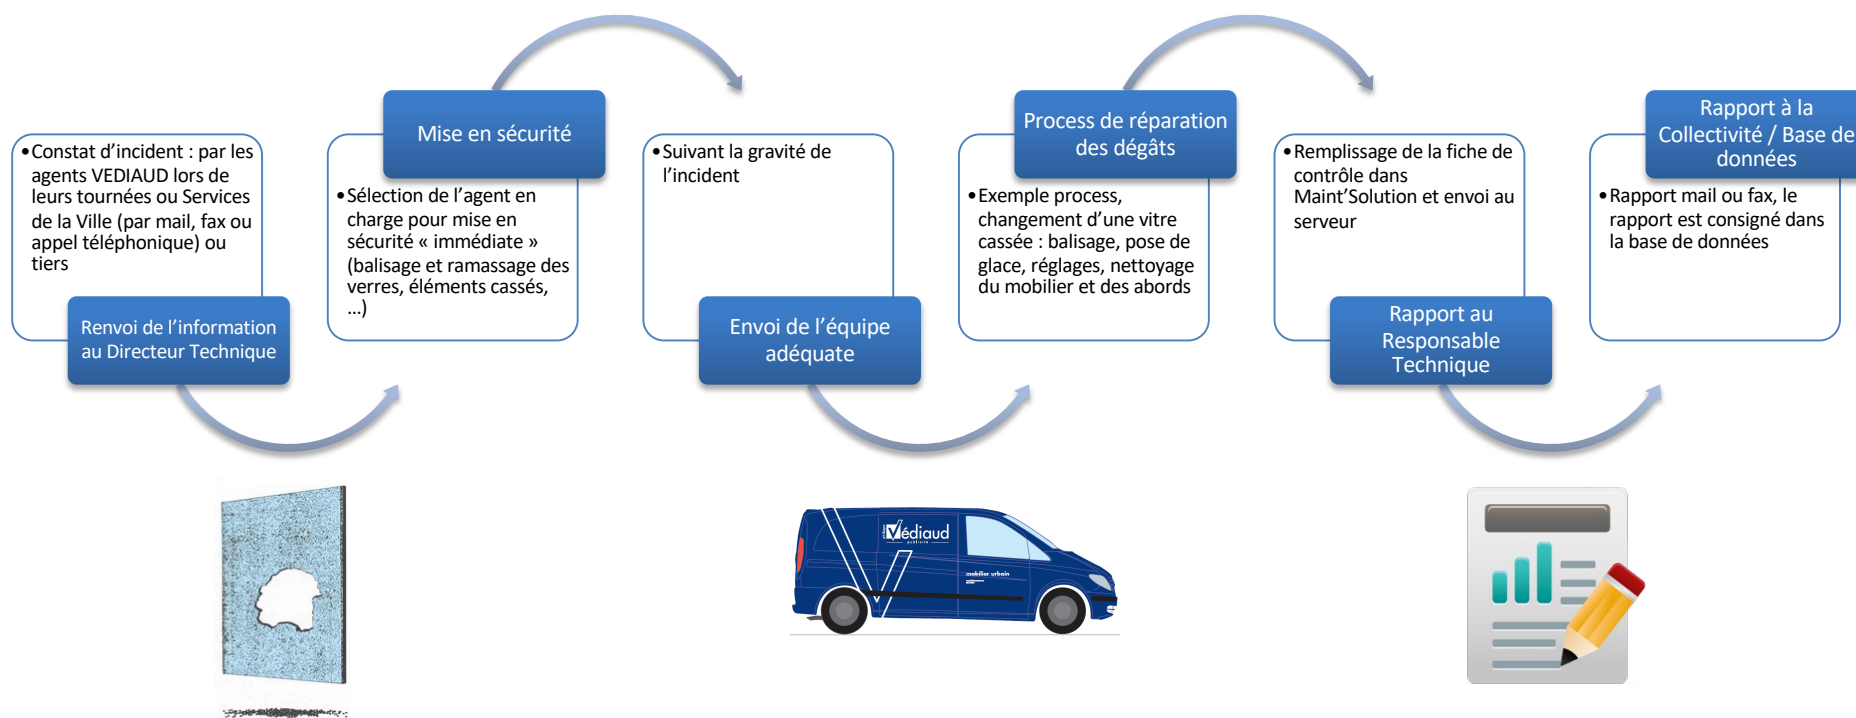 •Constat d’incident : par les
agents VEDIAUD lors de
leurs tournées ou Services
de la Ville (par mail, fax ou
appel téléphonique) ou
tiers
Renvoi de l’information
au Directeur Technique
Mise en sécurité
•Sélection de l’agent en
charge pour mise en
sécurité « immédiate »
(balisage et ramassage des
verres, éléments cassés,
...)
•Suivant la gravité de
l’incident
Envoi de l’équipe
adéquate
Process de réparation
des dégâts
•Exemple process,
changement d’une vitre
cassée : balisage, pose de
glace, réglages, nettoyage
du mobilier et des abords
•Remplissage de la fiche de
contrôle dans
Maint’Solution et envoi au
serveur
Rapport au
Responsable
Technique
Rapport à la
Collectivité / Base de
données
•Rapport mail ou fax, le
rapport est consigné dans
la base de données
Védiaud
publicité
mobilier urbain